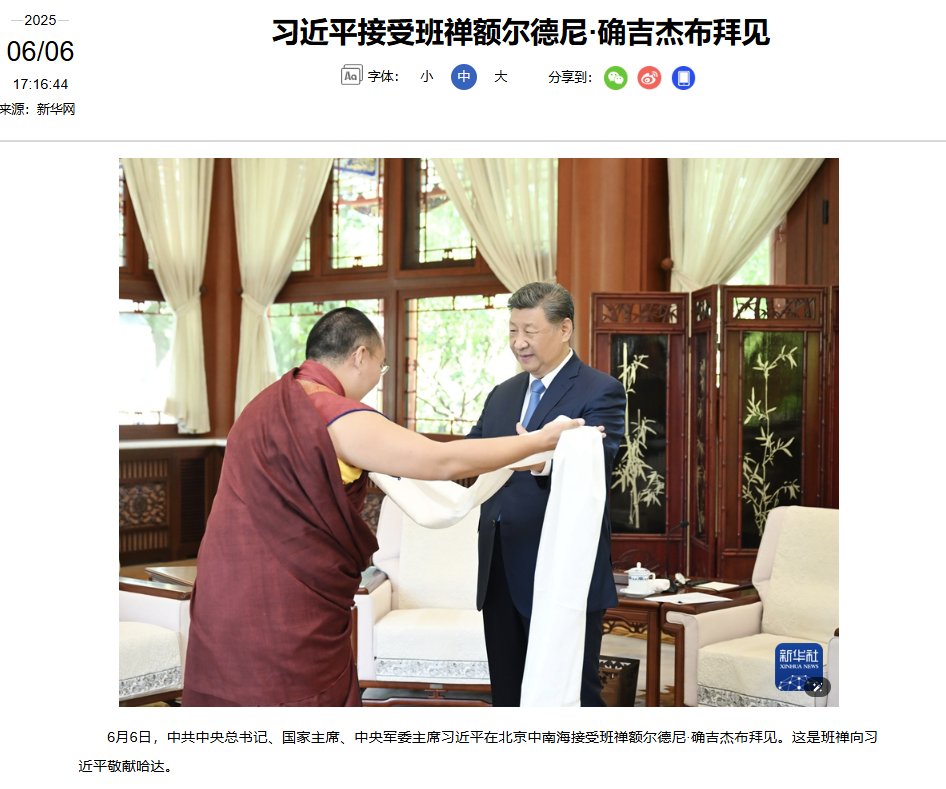 2025
06/06
17:16:44
来源：新华网
习近平接受班禅额尔德尼·确吉杰布拜见
Aa 字体： 小 中 大 分享到：
新华社
XINHUA NEWS
6月6日，中共中央总书记、国家主席、中央军委主席习近平在北京中南海接受班禅额尔德尼·确吉杰布拜见。这是班禅向习
近平敬献哈达。